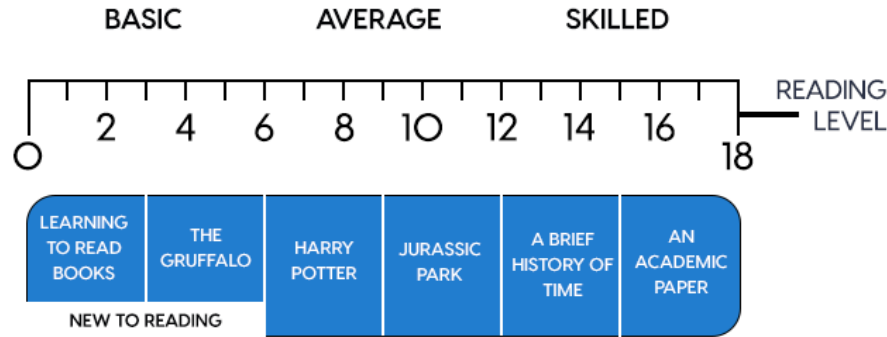 BASIC AVERAGE SKILLED
READING
LEVEL
0 2 4 6 8 10 12 14 16 18
LEARNING
TO READ
BOOKS
THE
GRUFFALO
HARRY
POTTER
JURASSIC
PARK
A BRIEF
HISTORY OF
TIME
AN
ACADEMIC
PAPER
NEW TO READING